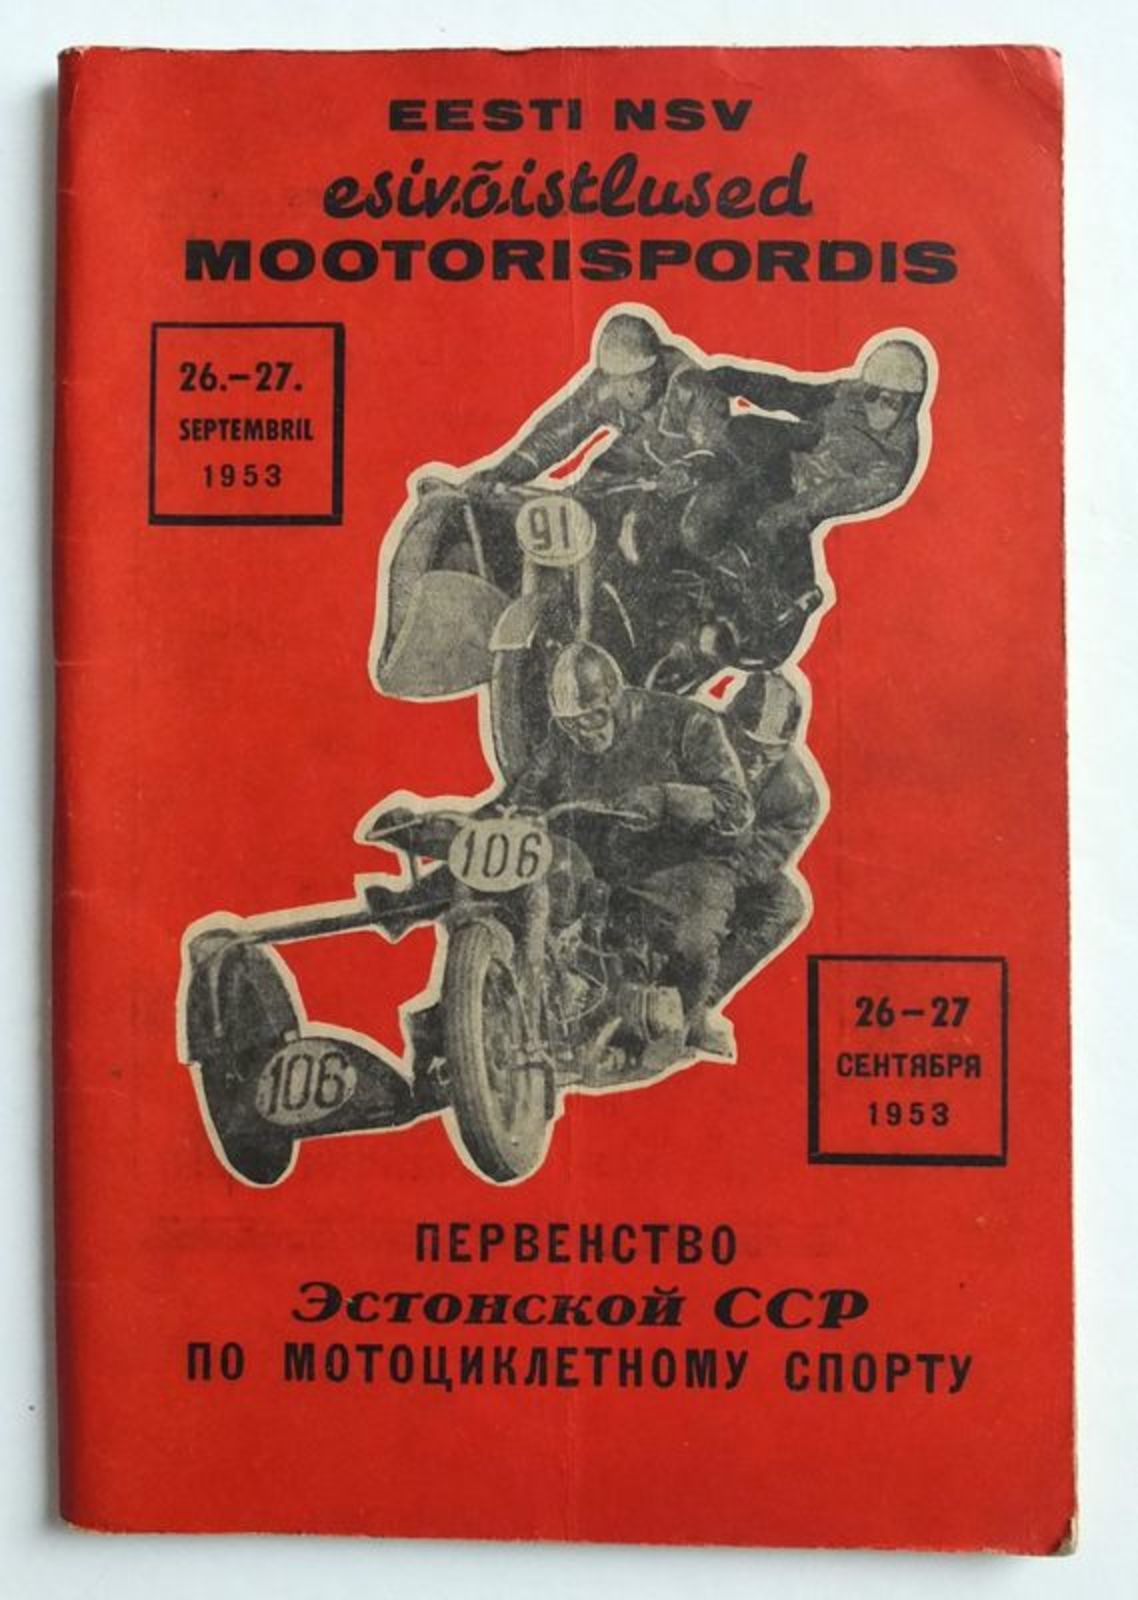 EESTI NSV
esivõistlused
MOOTORISPORDIS
26.–27.
SEPTEMBRIL
1953
91
106
106
26–27
СЕНТЯБРЯ
1953
ПЕРВЕНСТВО
Эстонской ССР
ПО МОТОЦИКЛЕТНОМУ СПОРТУ